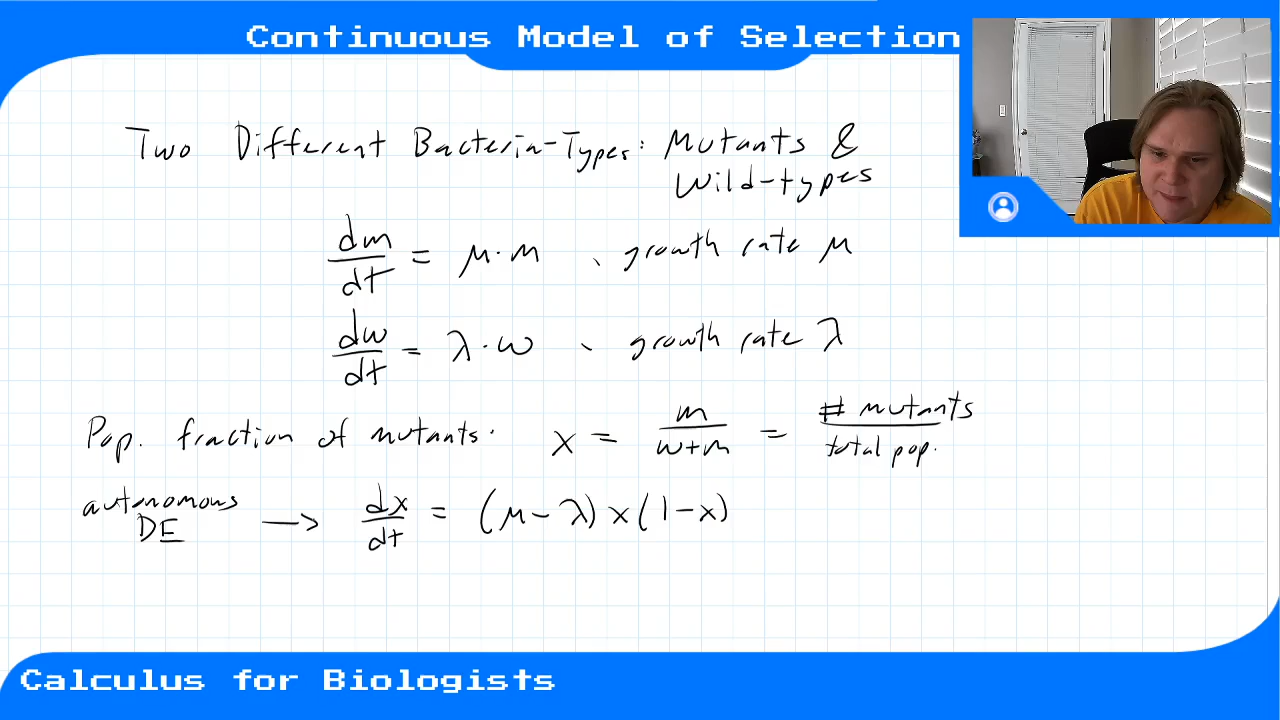 Continuous Model of Selection
Two Different Bacteria-Types: Mutants &
Wild-types
dm/dt = μ·m , growth rate μ
dw/dt = λ·w , growth rate λ
Pop. fraction of mutants: x = m/(w+m) = # mutants/total pop.
autonomous
DE → dx/dt = (μ-λ)x(1-x)
Calculus for Biologists